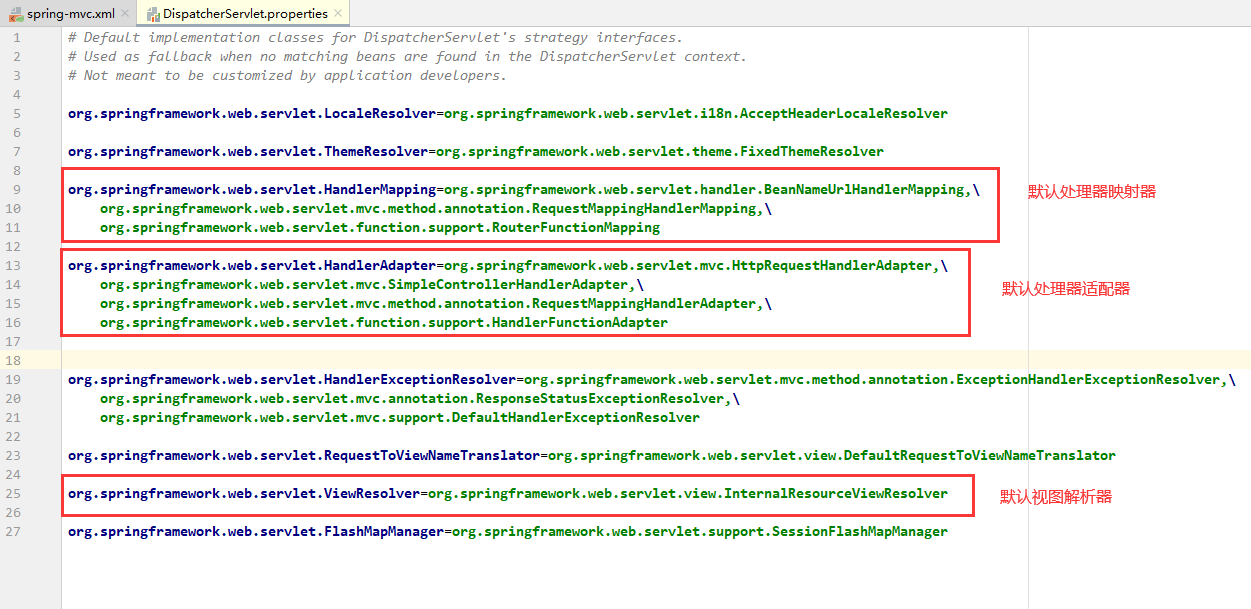 spring-mvc.xml × DispatcherServlet.properties ×
1 # Default implementation classes for DispatcherServlet's strategy interfaces.
2 # Used as fallback when no matching beans are found in the DispatcherServlet context.
3 # Not meant to be customized by application developers.
4
5 org.springframework.web.servlet.LocaleResolver=org.springframework.web.servlet.i18n.AcceptHeaderLocaleResolver
6
7 org.springframework.web.servlet.ThemeResolver=org.springframework.web.servlet.theme.FixedThemeResolver
8
9 org.springframework.web.servlet.HandlerMapping=org.springframework.web.servlet.handler.BeanNameUrlHandlerMapping,\ 默认处理器映射器
10 org.springframework.web.servlet.mvc.method.annotation.RequestMappingHandlerMapping,\
11 org.springframework.web.servlet.function.support.RouterFunctionMapping
12
13 org.springframework.web.servlet.HandlerAdapter=org.springframework.web.servlet.mvc.HttpRequestHandlerAdapter,\
14 org.springframework.web.servlet.mvc.SimpleControllerHandlerAdapter,\ 默认处理器适配器
15 org.springframework.web.servlet.mvc.method.annotation.RequestMappingHandlerAdapter,\
16 org.springframework.web.servlet.function.support.HandlerFunctionAdapter
17
18
19 org.springframework.web.servlet.HandlerExceptionResolver=org.springframework.web.servlet.mvc.method.annotation.ExceptionHandlerExceptionResolver,\
20 org.springframework.web.servlet.mvc.annotation.ResponseStatusExceptionResolver,\
21 org.springframework.web.servlet.mvc.support.DefaultHandlerExceptionResolver
22
23 org.springframework.web.servlet.RequestToViewNameTranslator=org.springframework.web.servlet.view.DefaultRequestToViewNameTranslator
24
25 org.springframework.web.servlet.ViewResolver=org.springframework.web.servlet.view.InternalResourceViewResolver 默认视图解析器
26
27 org.springframework.web.servlet.FlashMapManager=org.springframework.web.servlet.support.SessionFlashMapManager